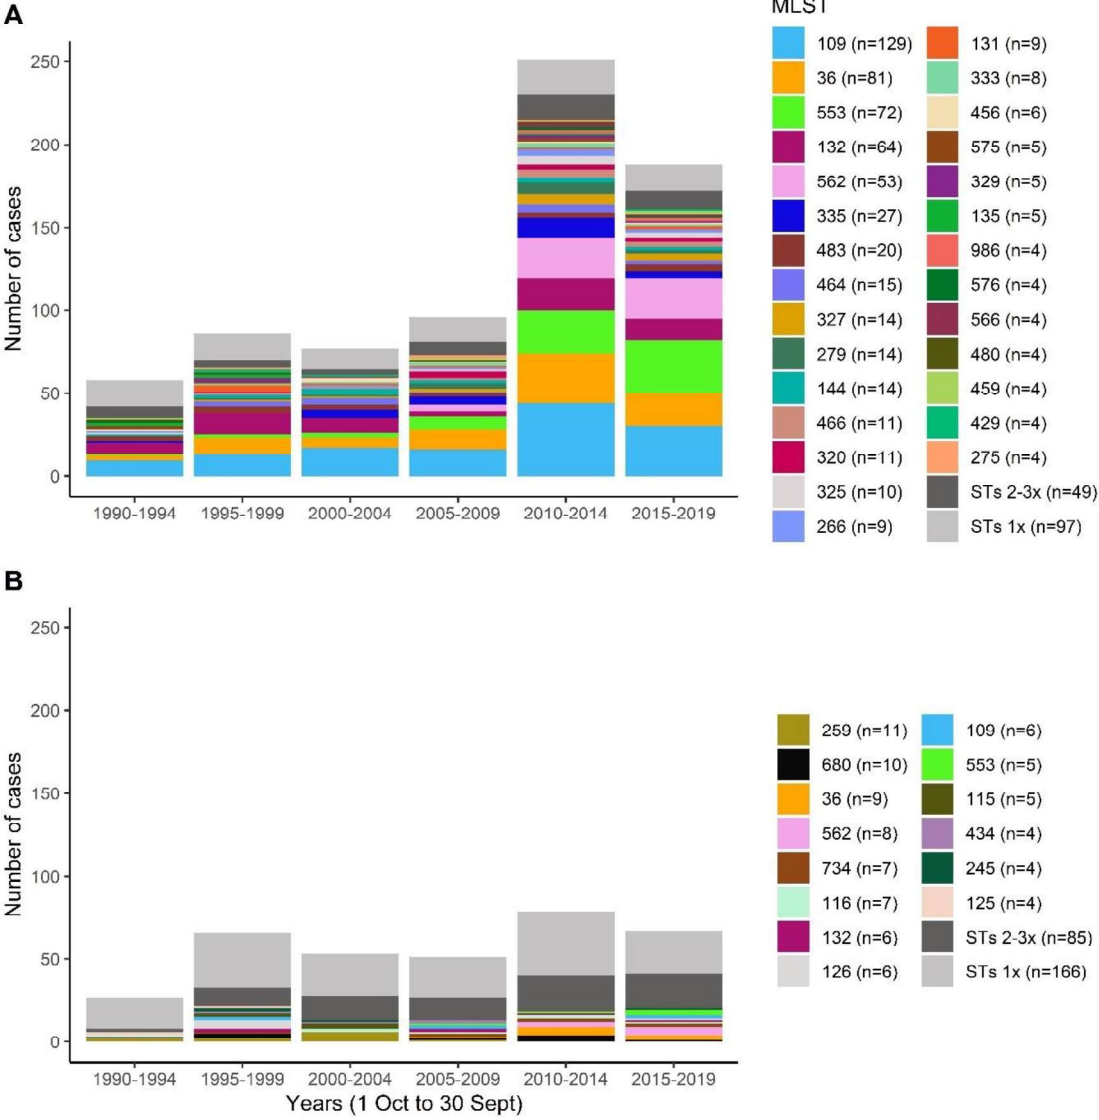 A
MLST
109 (n=129)
36 (n=81)
553 (n=72)
132 (n=64)
562 (n=53)
335 (n=27)
483 (n=20)
464 (n=15)
327 (n=14)
279 (n=14)
144 (n=14)
466 (n=11)
320 (n=11)
325 (n=10)
266 (n=9)
131 (n=9)
333 (n=8)
456 (n=6)
575 (n=5)
329 (n=5)
135 (n=5)
986 (n=4)
576 (n=4)
566 (n=4)
480 (n=4)
459 (n=4)
429 (n=4)
275 (n=4)
STs 2-3x (n=49)
STs 1x (n=97)
Number of cases
250
200
150
100
50
0
1990-1994 1995-1999 2000-2004 2005-2009 2010-2014 2015-2019
B
Number of cases
250
200
150
100
50
0
1990-1994 1995-1999 2000-2004 2005-2009 2010-2014 2015-2019
Years (1 Oct to 30 Sept)
259 (n=11)
680 (n=10)
36 (n=9)
562 (n=8)
734 (n=7)
116 (n=7)
132 (n=6)
126 (n=6)
109 (n=6)
553 (n=5)
115 (n=5)
434 (n=4)
245 (n=4)
125 (n=4)
STs 2-3x (n=85)
STs 1x (n=166)